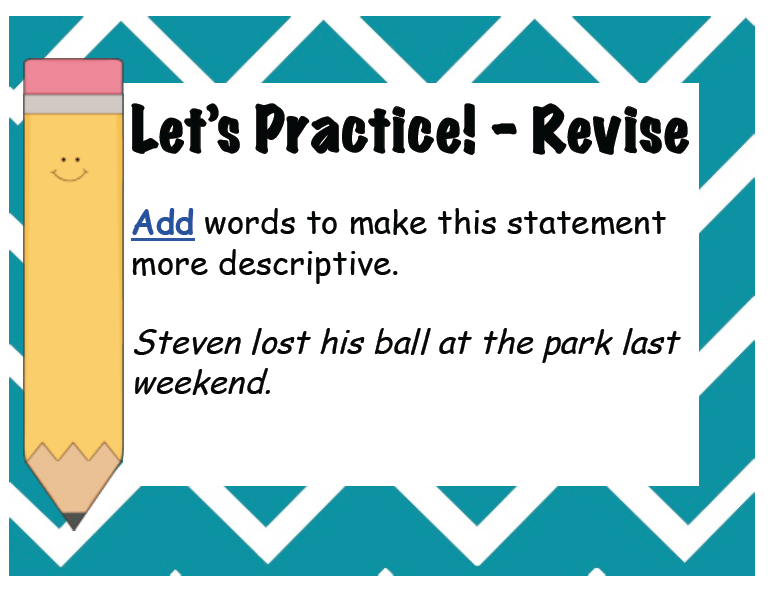 Let's Practice! - Revise
Add words to make this statement
more descriptive.
Steven lost his ball at the park last
weekend.